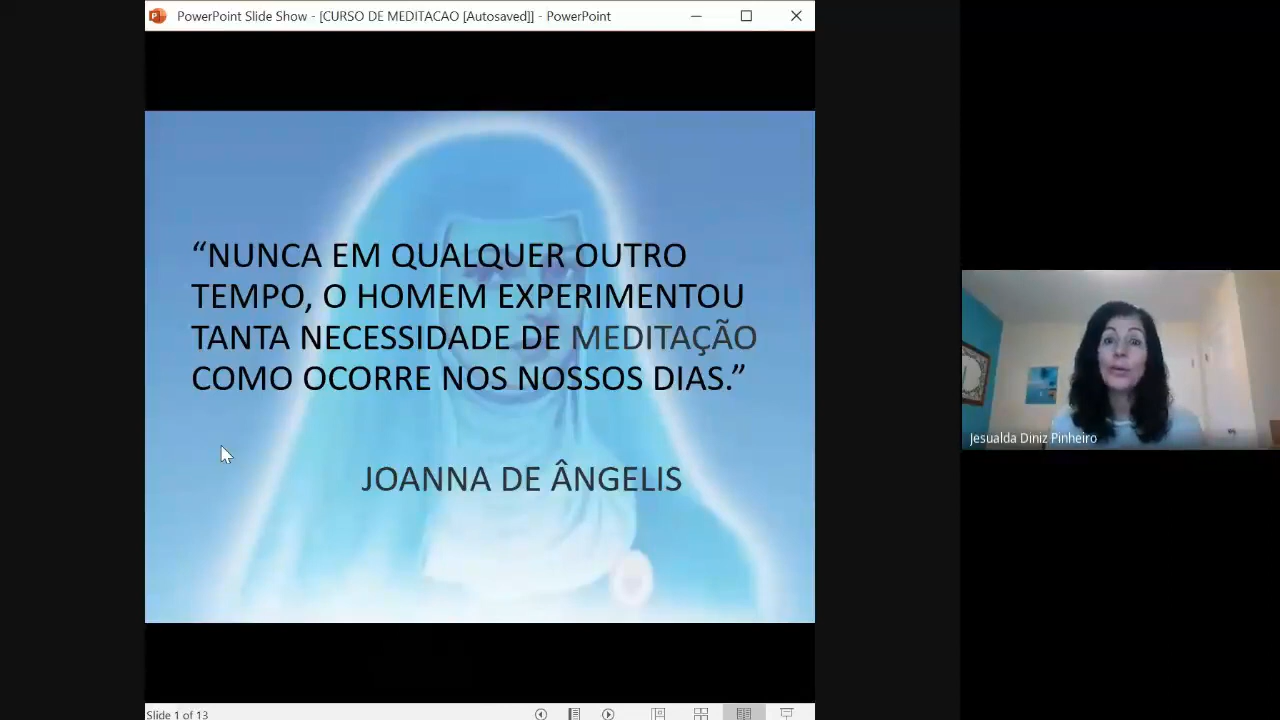 PowerPoint Slide Show - [CURSO DE MEDITACAO [Autosaved]] - PowerPoint
“NUNCA EM QUALQUER OUTRO
TEMPO, O HOMEM EXPERIMENTOU
TANTA NECESSIDADE DE MEDITAÇÃO
COMO OCORRE NOS NOSSOS DIAS.”
JOANNA DE ÂNGELIS
Jesualda Diniz Pinheiro
Slide 1 of 13